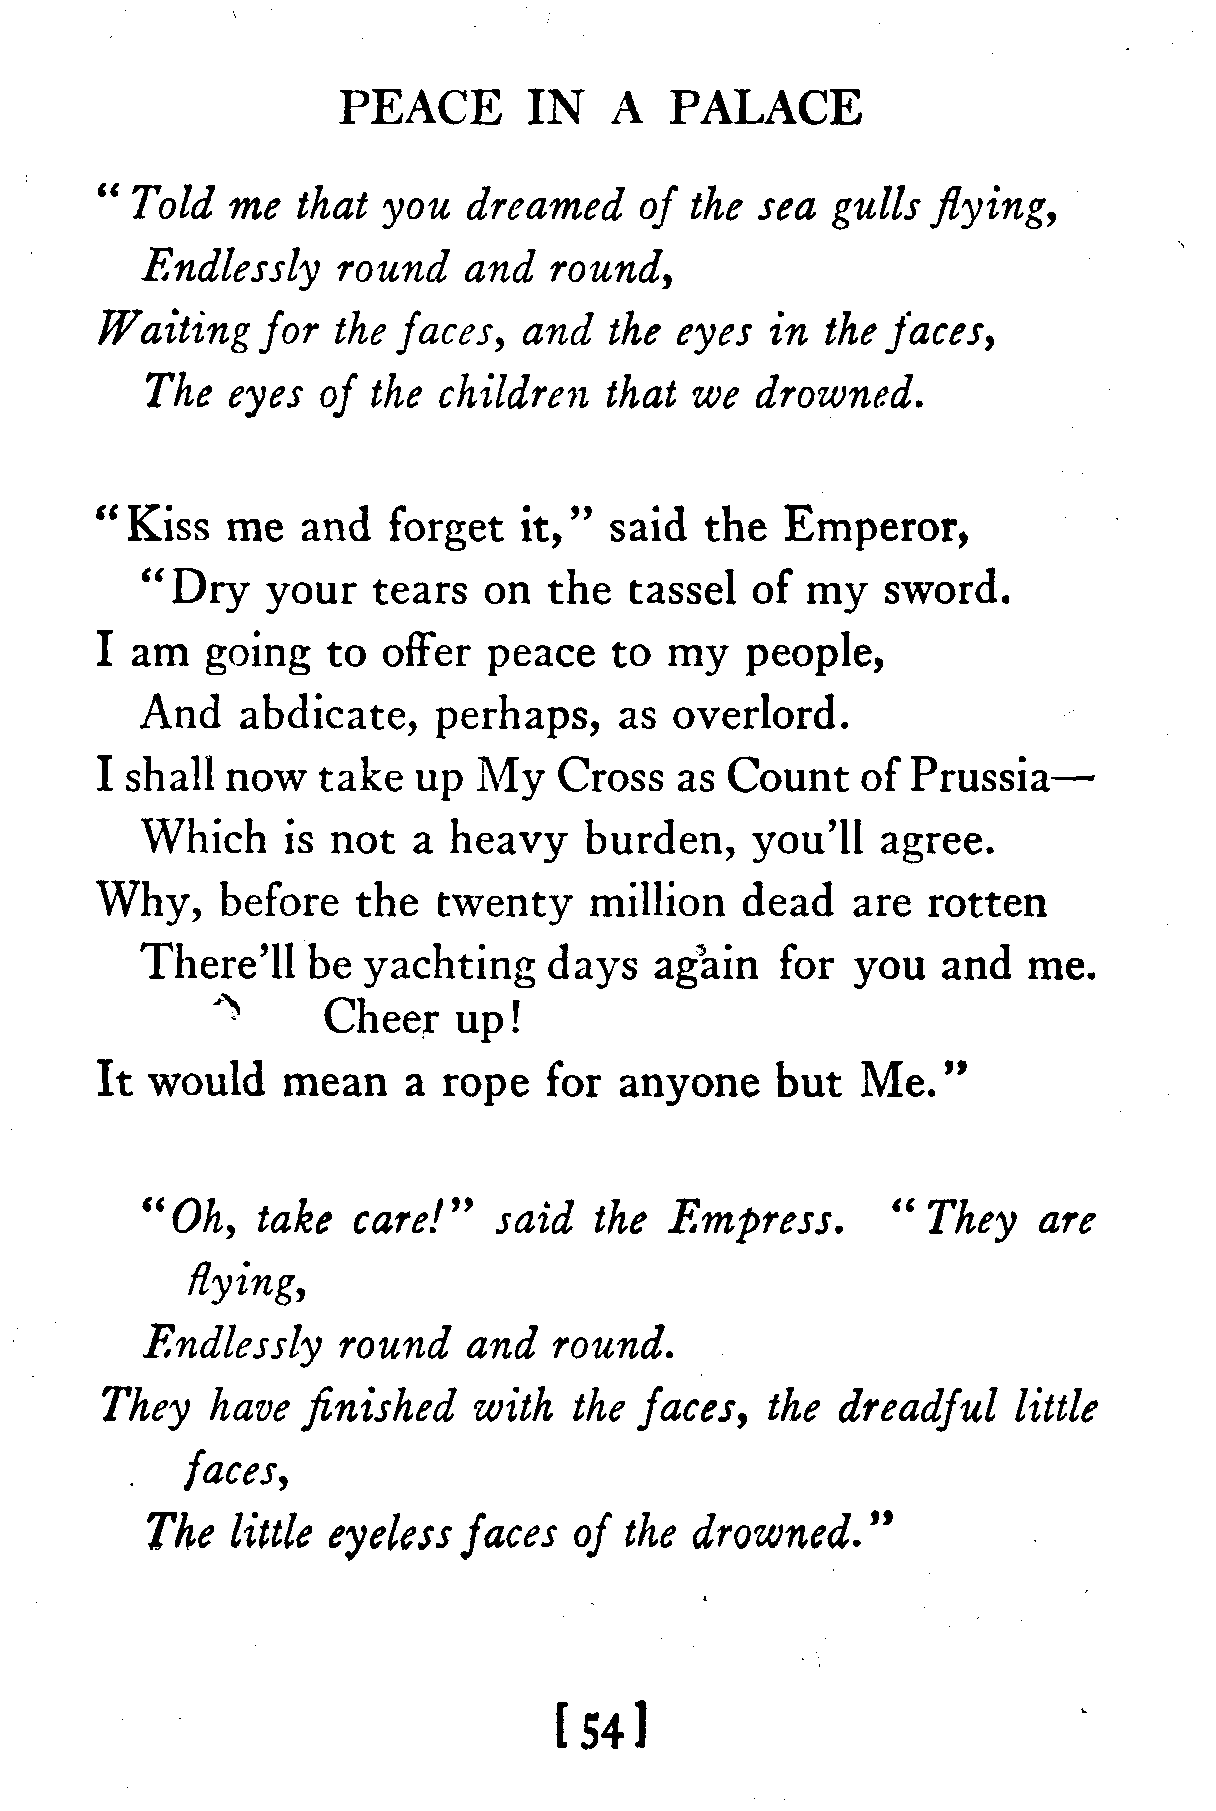 PEACE IN A PALACE
“Told me that you dreamed of the sea gulls flying,
Endlessly round and round,
Waiting for the faces, and the eyes in the faces,
The eyes of the children that we drowned.
“Kiss me and forget it,” said the Emperor,
“Dry your tears on the tassel of my sword.
I am going to offer peace to my people,
And abdicate, perhaps, as overlord.
I shall now take up My Cross as Count of Prussia—
Which is not a heavy burden, you’ll agree.
Why, before the twenty million dead are rotten
There’ll be yachting days again for you and me.
Cheer up!
It would mean a rope for anyone but Me.”
“Oh, take care!” said the Empress. “They are
flying,
Endlessly round and round.
They have finished with the faces, the dreadful little
faces,
The little eyeless faces of the drowned.”
[54]